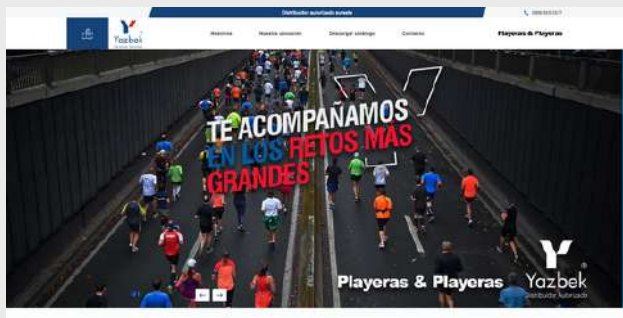 Distribuidor autorizado sureste
Yazbek
Nosotros
Nuestra ubicación
Descargar catálogo
Contacto
Playeras & Playeras
TE ACOMPAÑAMOS
EN LOS RETOS MÁS
GRANDES
Playeras & Playeras
Yazbek
Distribuidor Autorizado